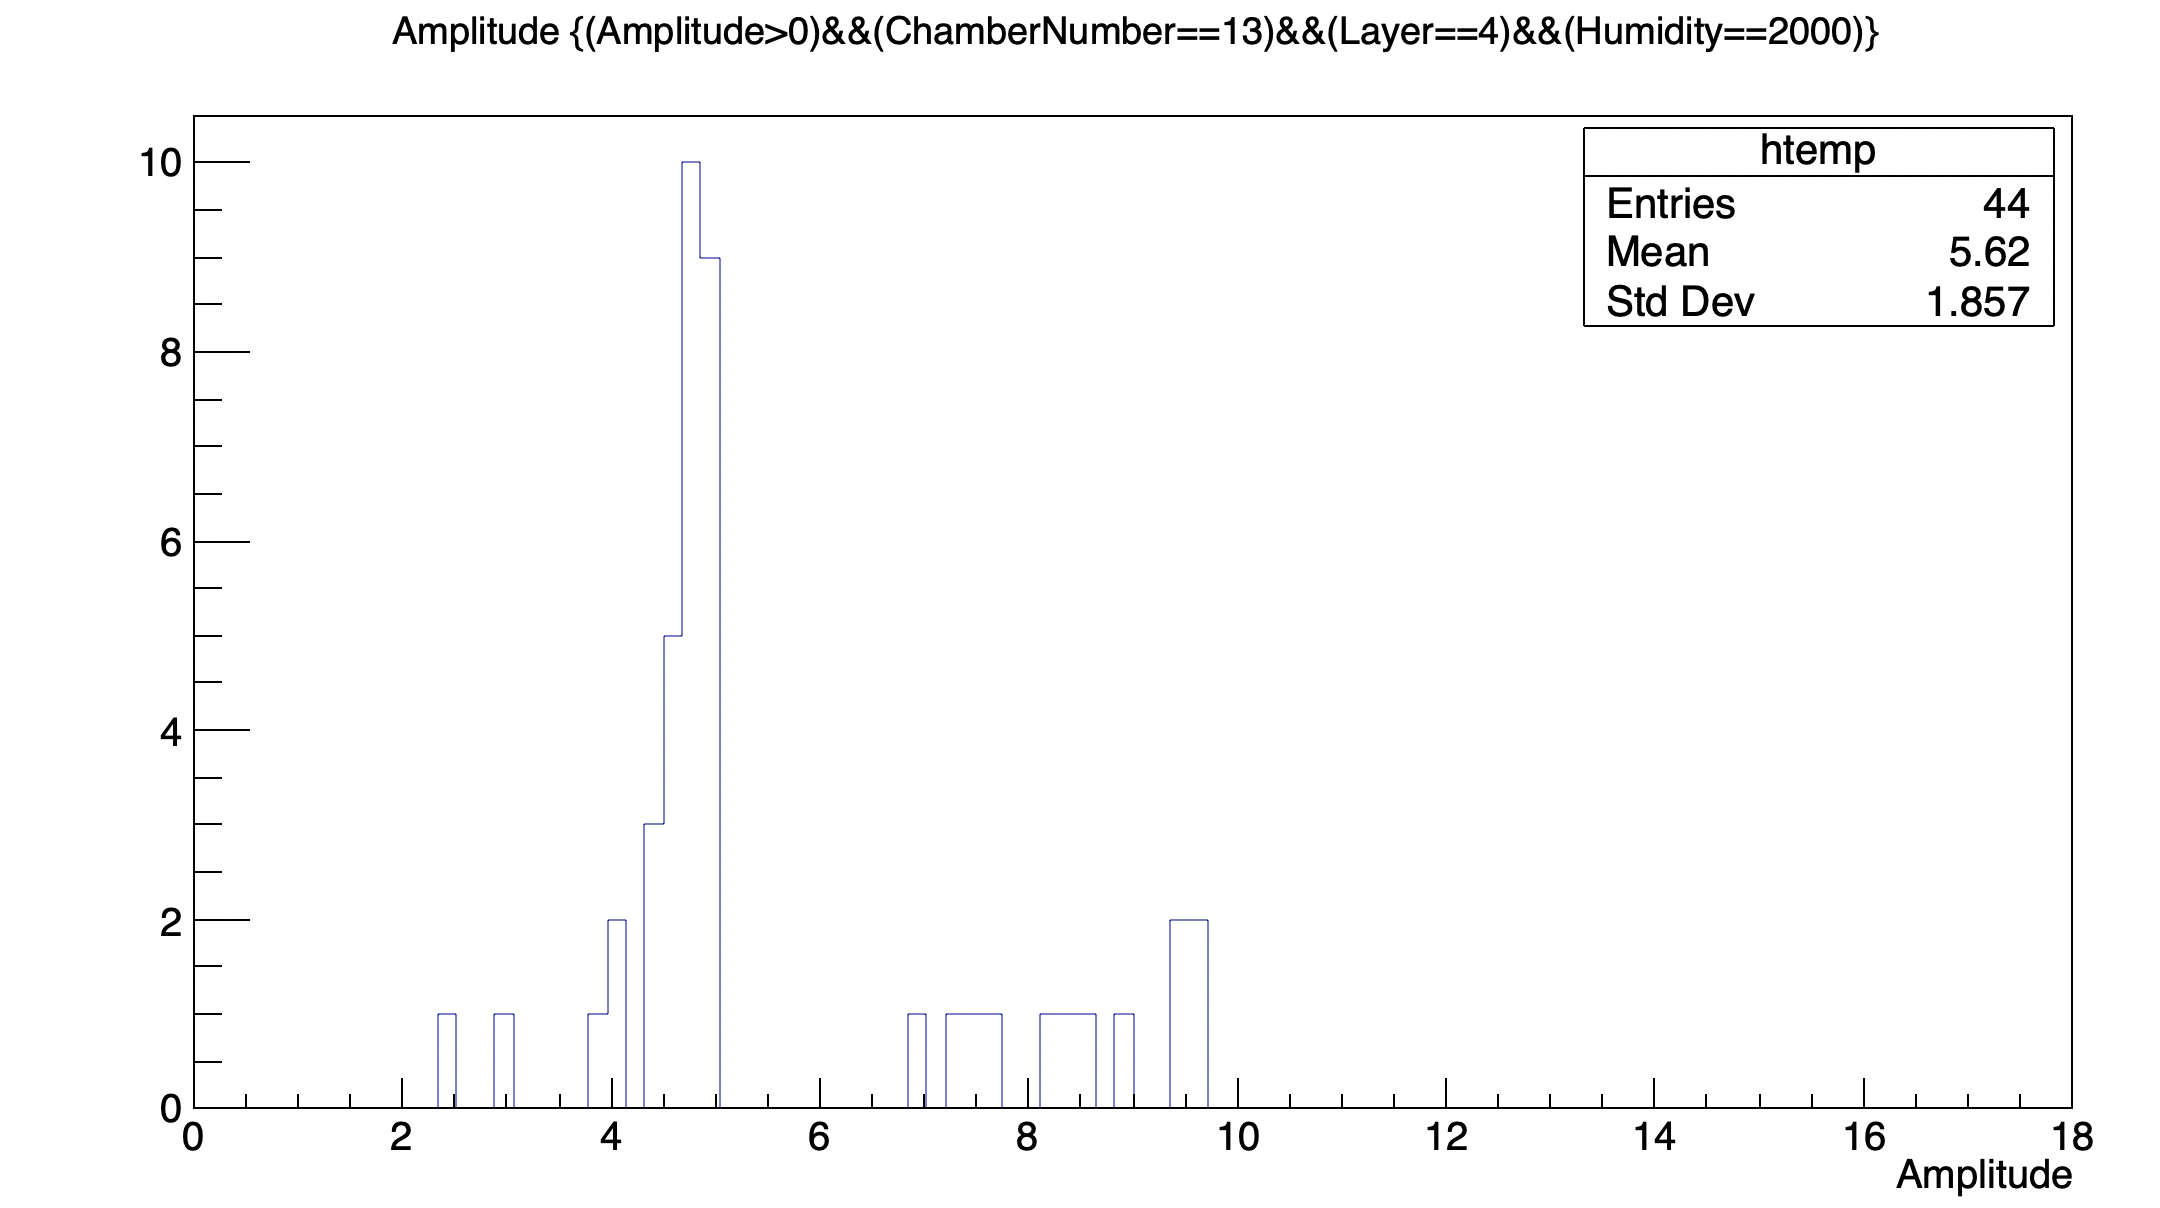 Amplitude {(Amplitude>0)&&(ChamberNumber==13)&&(Layer==4)&&(Humidity==2000)}
htemp
Entries 44
Mean 5.62
Std Dev 1.857
10
8
6
4
2
0
0 2 4 6 8 10 12 14 16 18
Amplitude